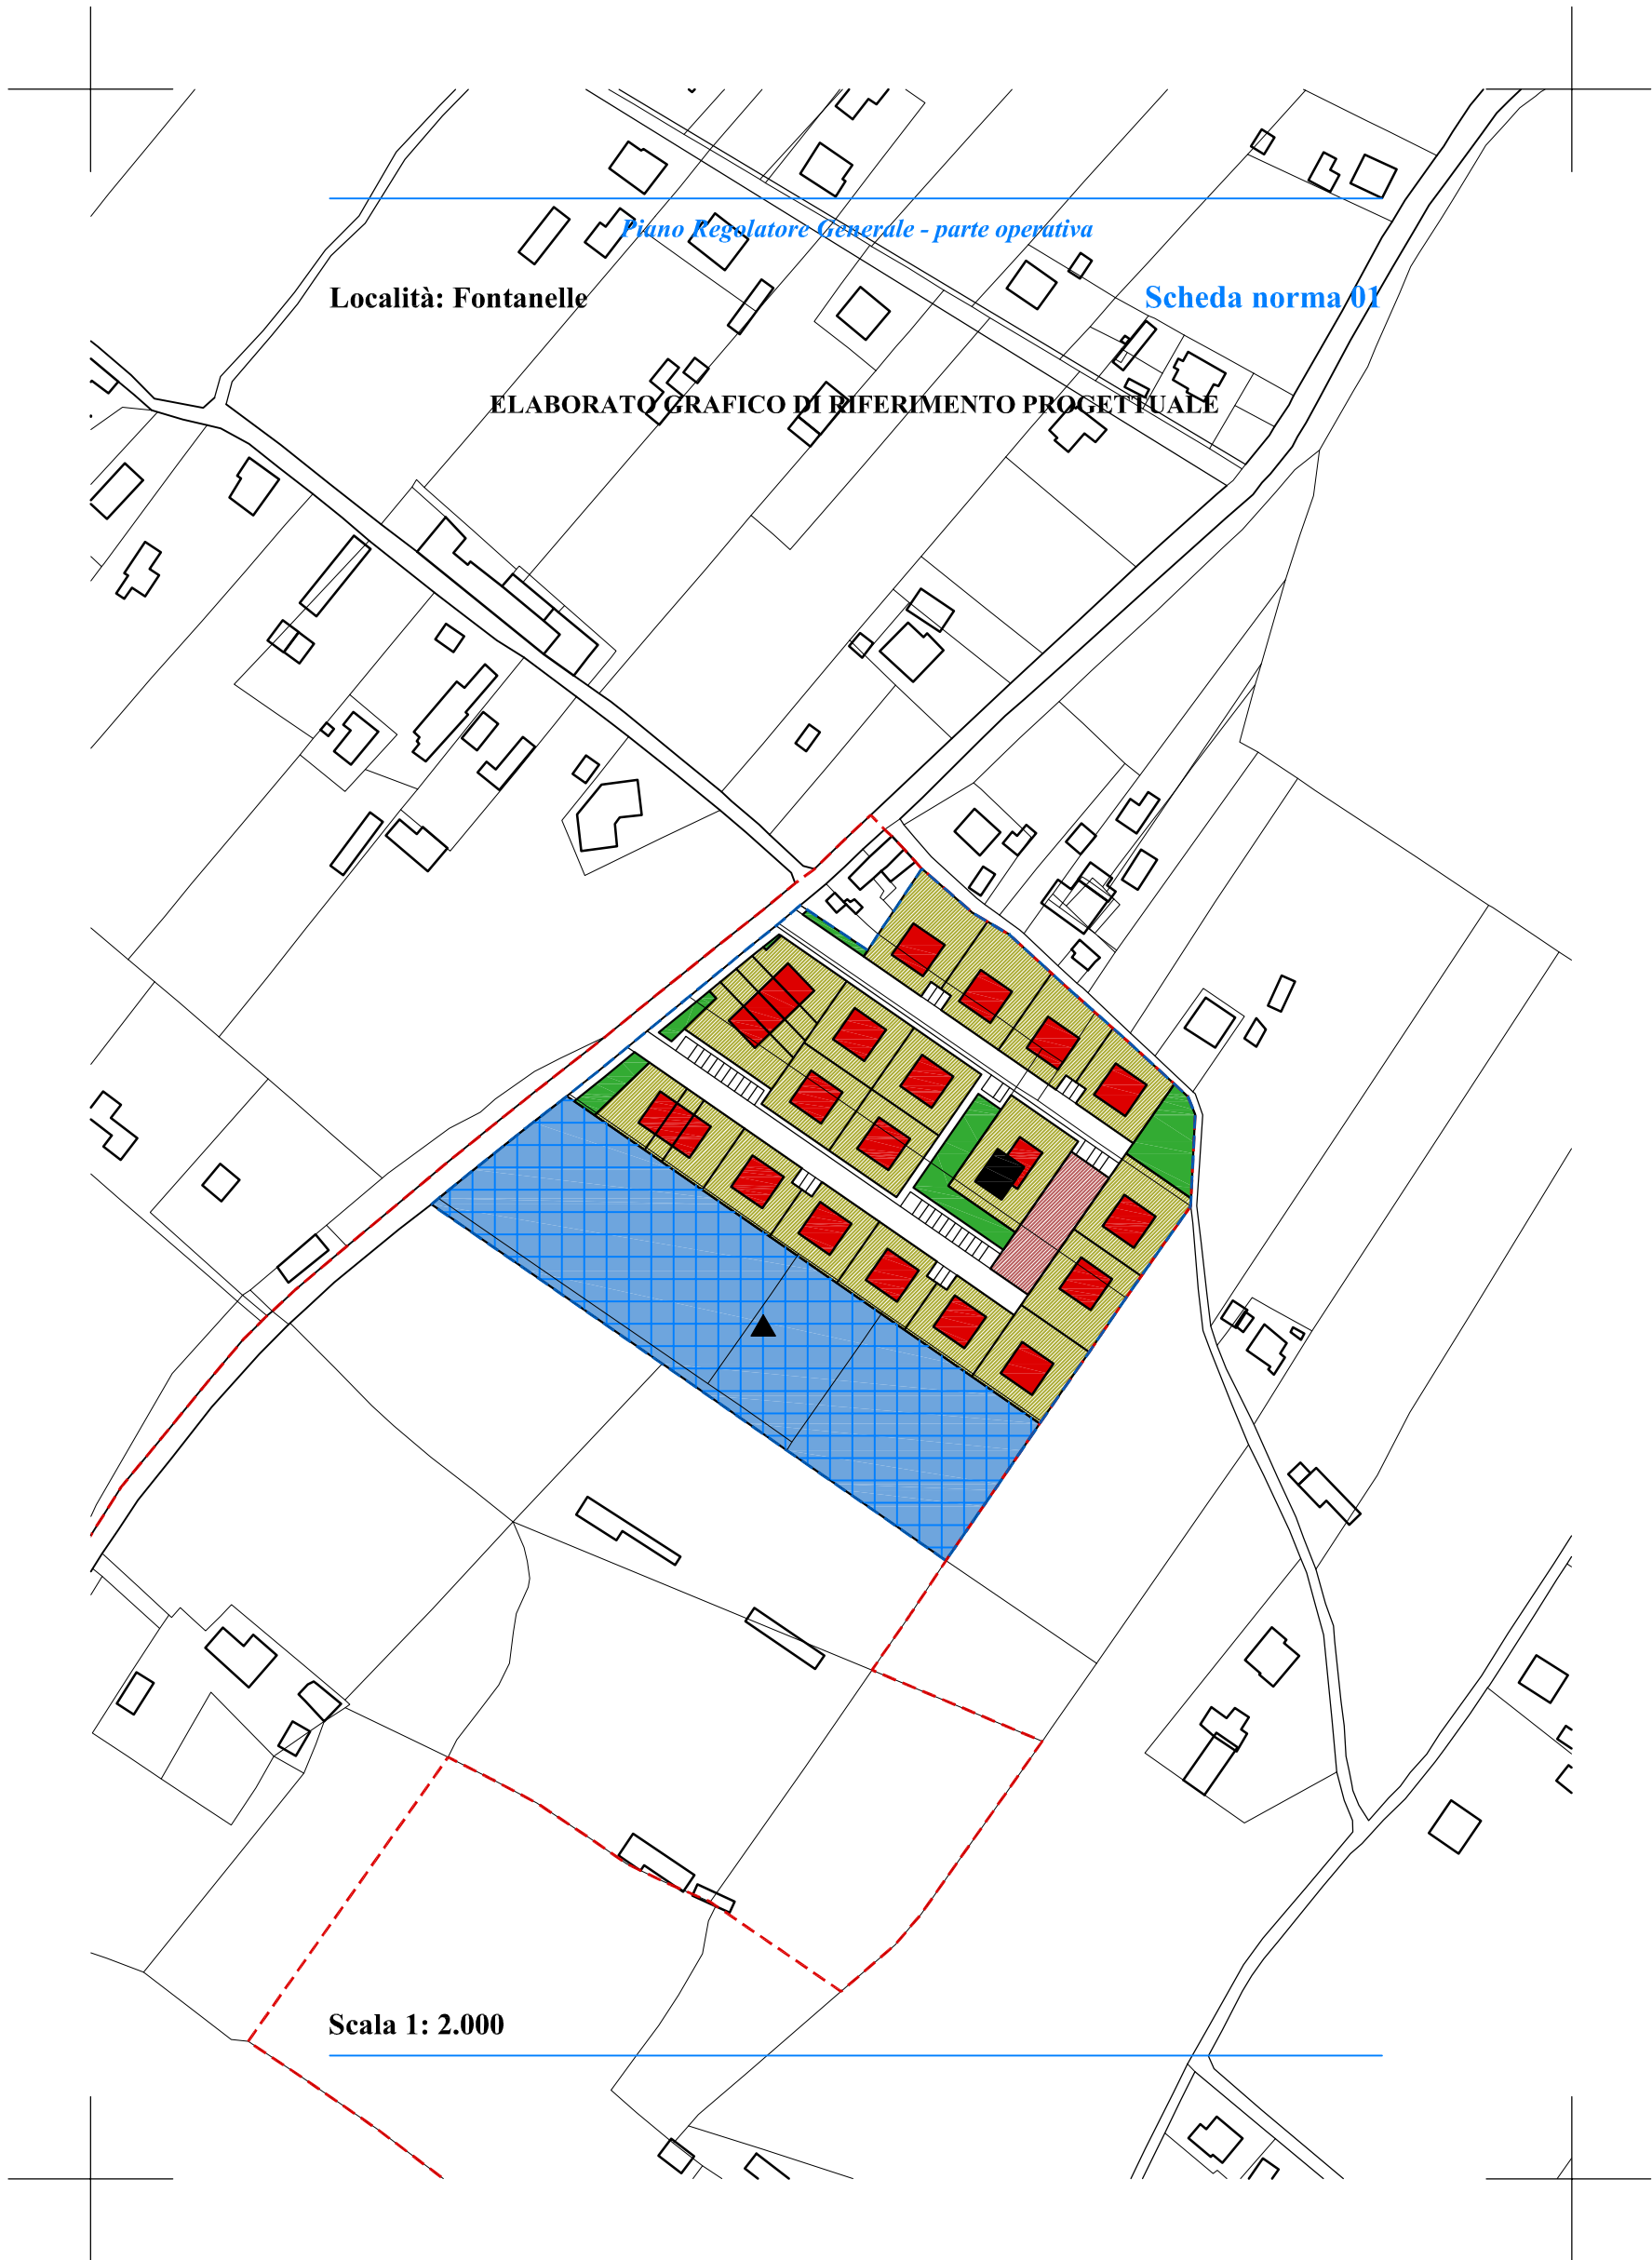 Piano Regolatore Generale - parte operativa
Località: Fontanelle
Scheda norma 01
ELABORATO GRAFICO DI RIFERIMENTO PROGETTUALE
Scala 1: 2.000